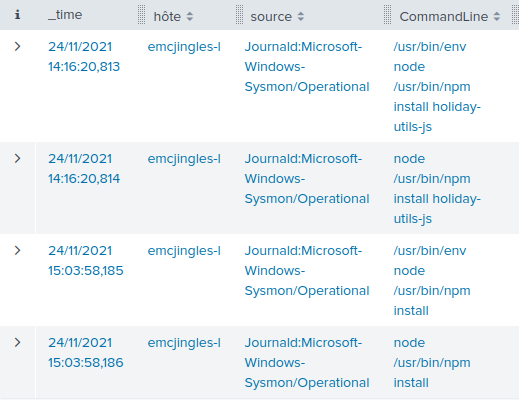 i _time hôte source CommandLine
24/11/2021 emcjingles-l Journald:Microsoft- /usr/bin/env
14:16:20,813 Windows- node
Sysmon/Operational /usr/bin/npm
install holiday-
utils-js
24/11/2021 emcjingles-l Journald:Microsoft- node
14:16:20,814 Windows- /usr/bin/npm
Sysmon/Operational install holiday-
utils-js
24/11/2021 emcjingles-l Journald:Microsoft- /usr/bin/env
15:03:58,185 Windows- node
Sysmon/Operational /usr/bin/npm
install
24/11/2021 emcjingles-l Journald:Microsoft- node
15:03:58,186 Windows- /usr/bin/npm
Sysmon/Operational install